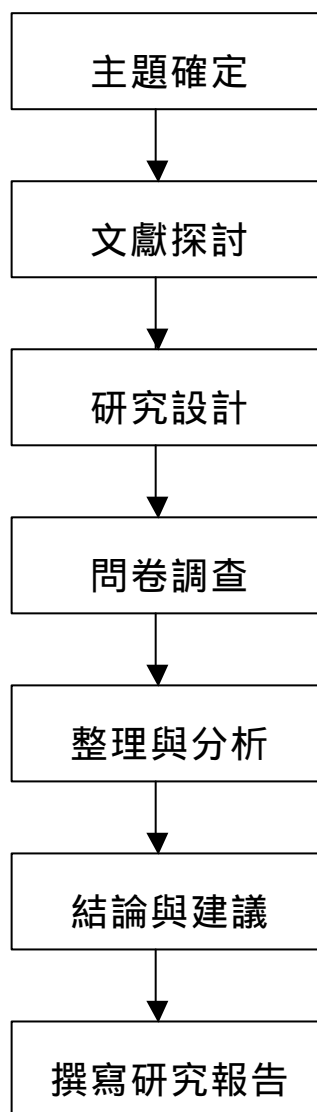 主題確定
文獻探討
研究設計
問卷調查
整理與分析
結論與建議
撰寫研究報告